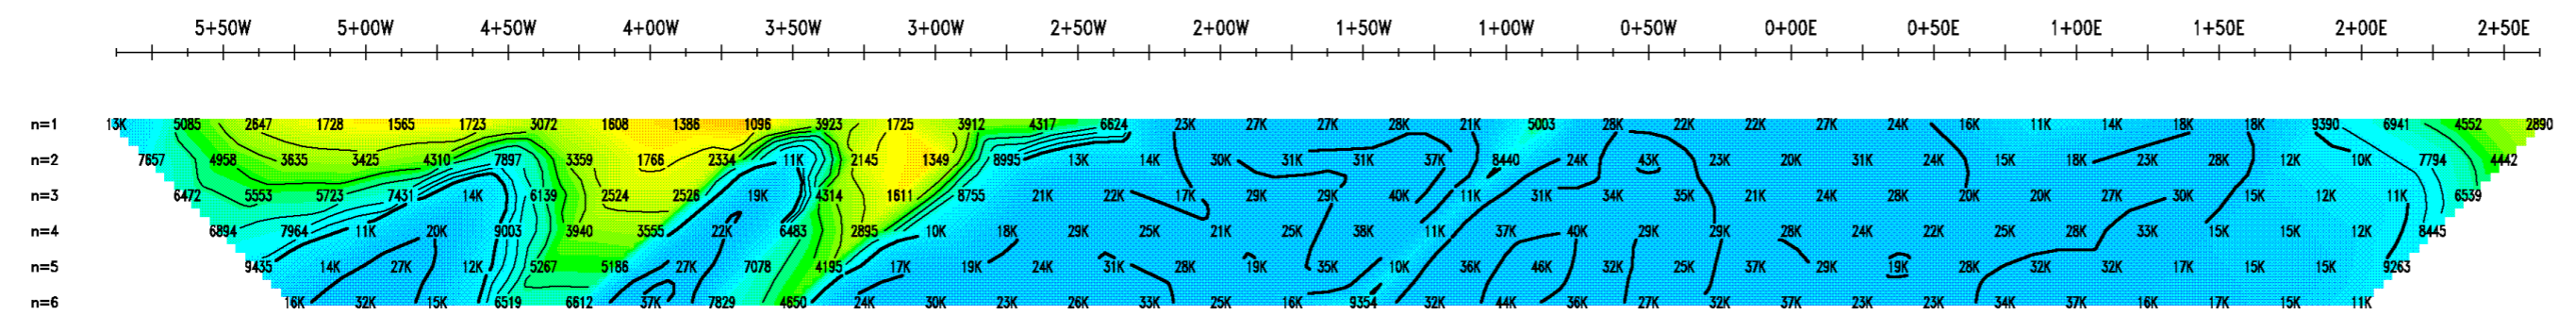 5+50W 5+00W 4+50W 4+00W 3+50W 3+00W 2+50W 2+00W 1+50W 1+00W 0+50W 0+00E 0+50E 1+00E 1+50E 2+00E 2+50E
n=1 13K 5085 2647 1728 1565 1723 3072 1608 1386 1096 3923 1725 3912 4317 6624 23K 27K 27K 28K 21K 5003 28K 22K 22K 27K 24K 16K 11K 14K 18K 18K 9390 6941 4552 2890
n=2 7657 4958 3635 3425 4310 7897 3359 1766 2334 11K 2145 1349 8995 13K 14K 30K 31K 31K 37K 8440 24K 43K 23K 20K 31K 24K 15K 18K 23K 28K 12K 10K 7794 4442
n=3 6472 5553 5723 7431 14K 6139 2524 2526 19K 4314 1611 8755 21K 22K 17K 29K 29K 40K 11K 31K 34K 35K 21K 24K 28K 20K 20K 27K 30K 15K 12K 11K 6539
n=4 6894 7964 11K 20K 9003 3940 3555 22K 6483 2895 10K 18K 29K 25K 21K 25K 38K 11K 37K 40K 29K 29K 28K 24K 22K 25K 28K 33K 15K 15K 12K 8445
n=5 9435 14K 27K 12K 5267 5186 27K 7078 4195 17K 19K 24K 31K 28K 19K 35K 10K 36K 46K 32K 25K 37K 29K 19K 28K 32K 32K 17K 15K 15K 9263
n=6 16K 32K 15K 6519 6612 37K 7829 4650 24K 30K 23K 26K 33K 25K 16K 9354 32K 44K 36K 27K 32K 37K 23K 23K 34K 37K 16K 17K 15K 11K